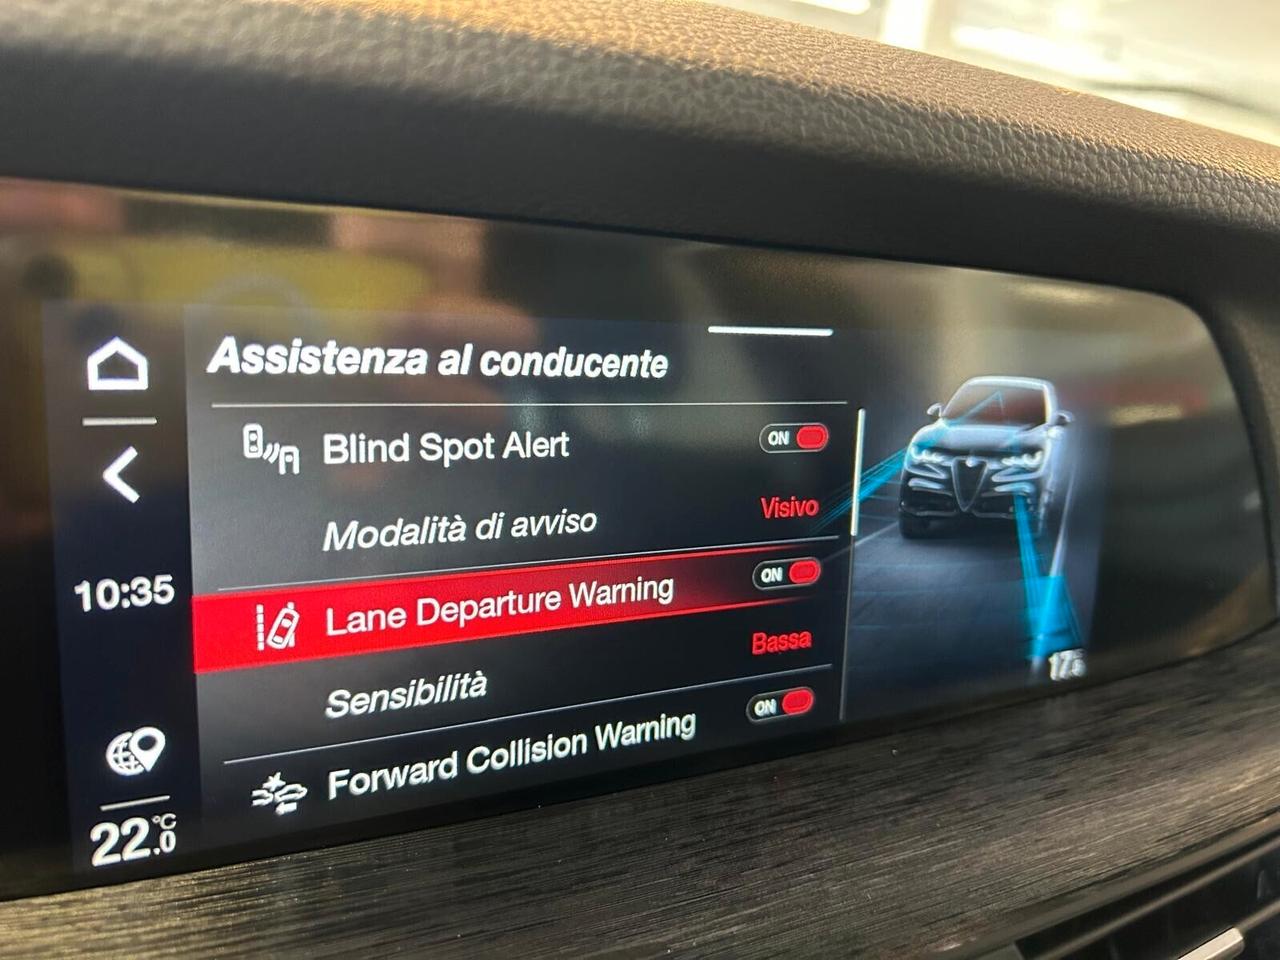 Assistenza al conducente
Blind Spot Alert ON
Modalità di avviso Visivo
Lane Departure Warning ON
Sensibilità Bassa
Forward Collision Warning ON
10:35
22.0 °C